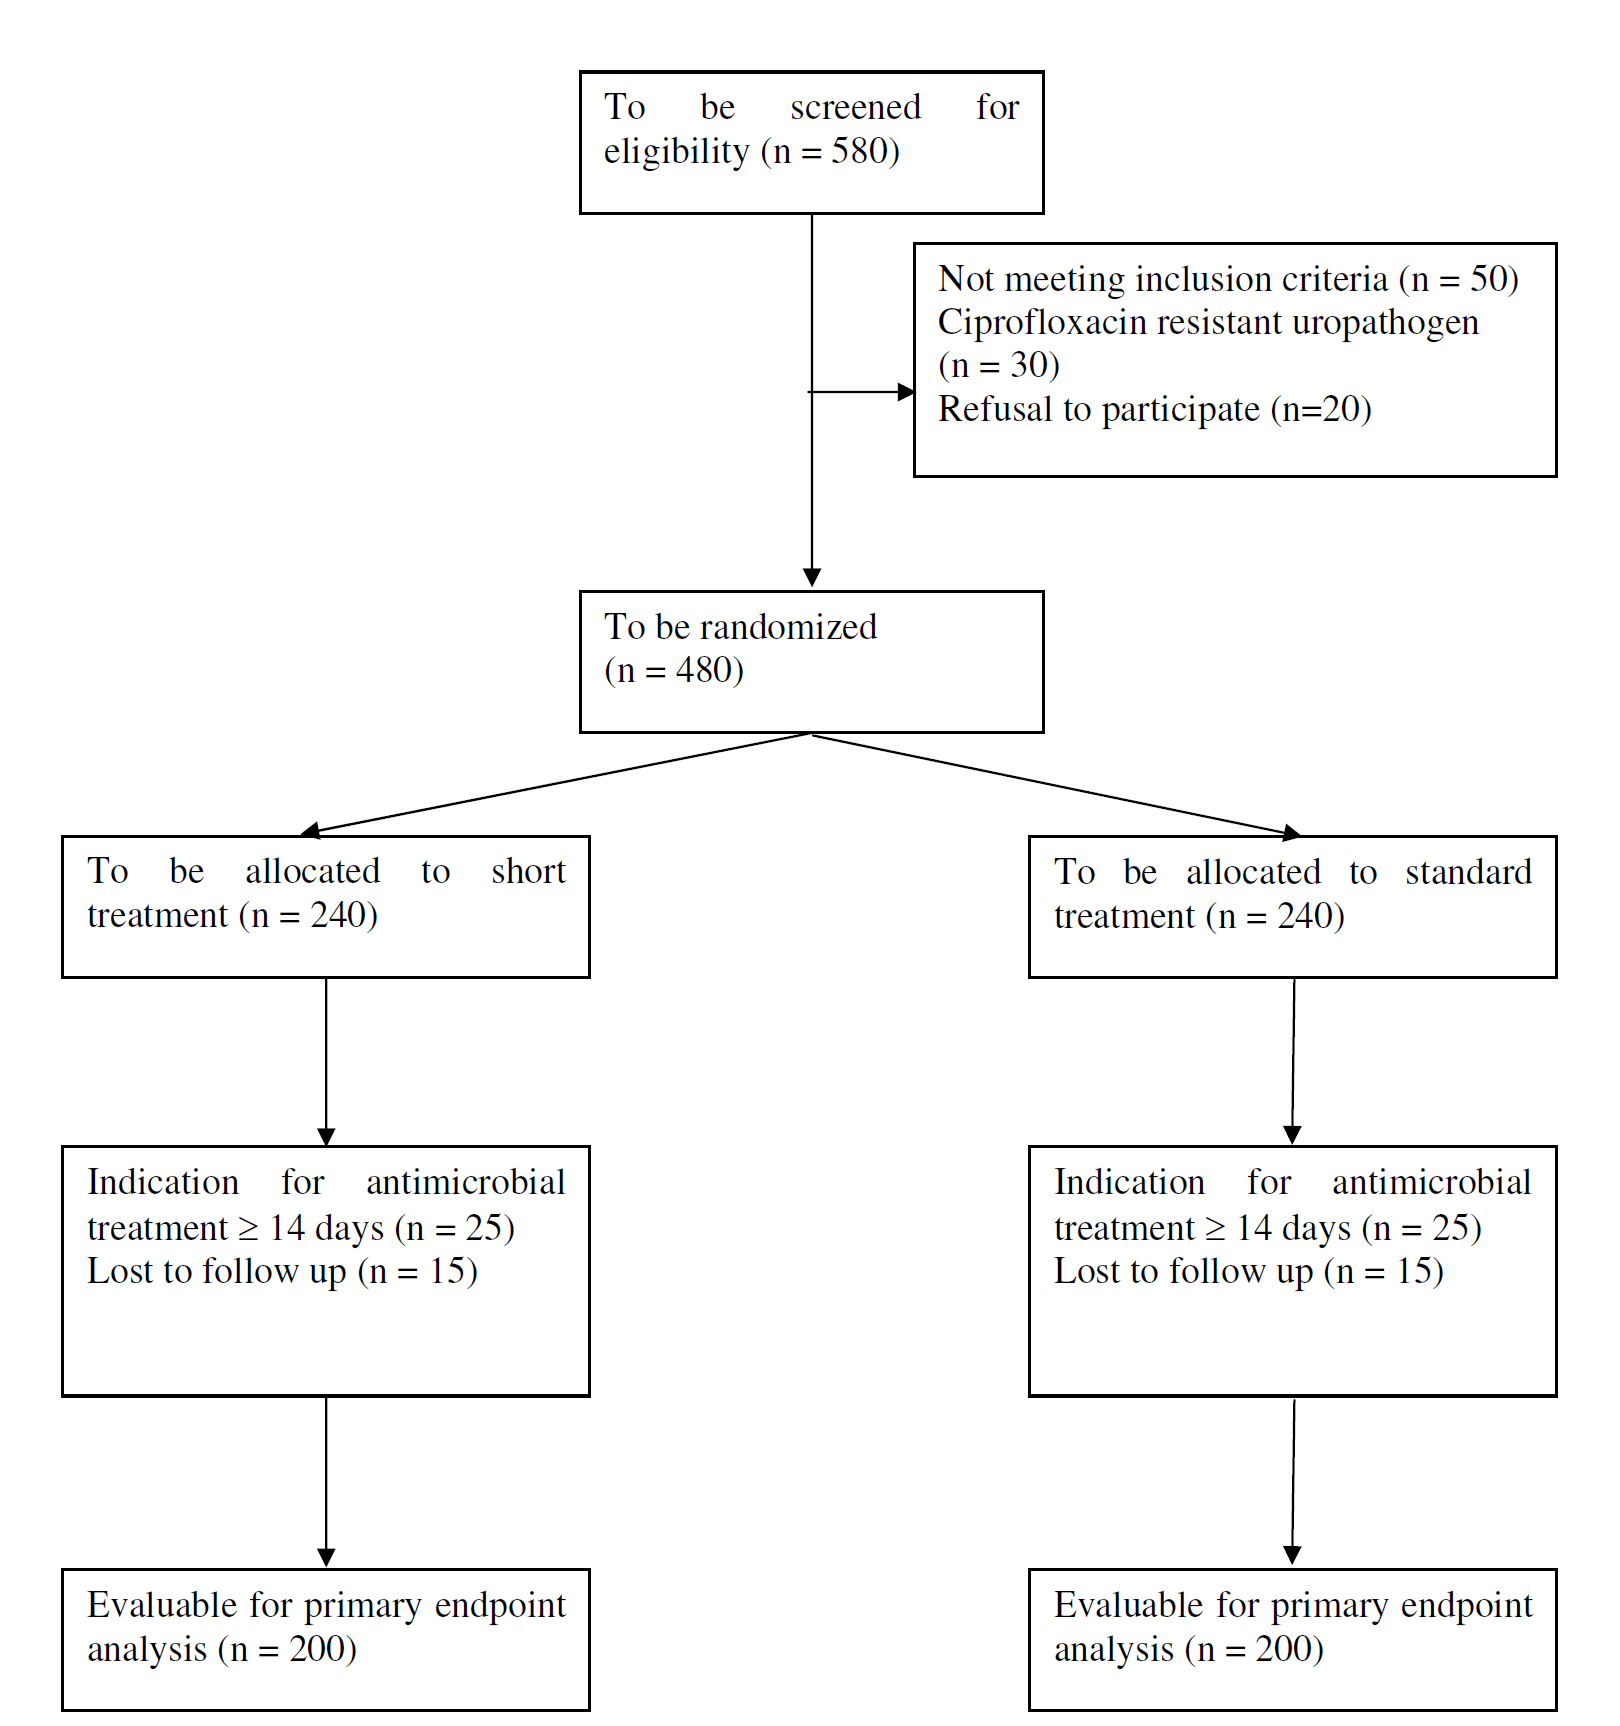 To be screened for
eligibility (n = 580)
Not meeting inclusion criteria (n = 50)
Ciprofloxacin resistant uropathogen
(n = 30)
Refusal to participate (n=20)
To be randomized
(n = 480)
To be allocated to short
treatment (n = 240)
To be allocated to standard
treatment (n = 240)
Indication for antimicrobial
treatment ≥ 14 days (n = 25)
Lost to follow up (n = 15)
Indication for antimicrobial
treatment ≥ 14 days (n = 25)
Lost to follow up (n = 15)
Evaluable for primary endpoint
analysis (n = 200)
Evaluable for primary endpoint
analysis (n = 200)